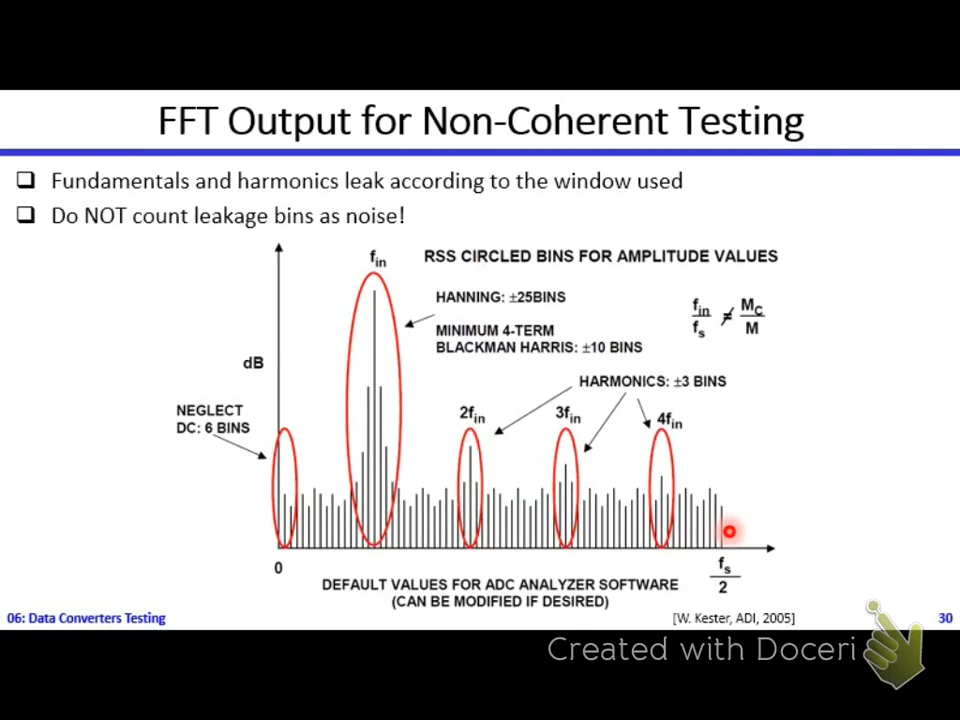 FFT Output for Non-Coherent Testing
Fundamentals and harmonics leak according to the window used
Do NOT count leakage bins as noise!
fin
RSS CIRCLED BINS FOR AMPLITUDE VALUES
HANNING: ±25BINS
fin
fs
≠
MC
M
MINIMUM 4-TERM
BLACKMAN HARRIS: ±10 BINS
dB
HARMONICS: ±3 BINS
NEGLECT
DC: 6 BINS
2fin
3fin
4fin
0
fs
2
DEFAULT VALUES FOR ADC ANALYZER SOFTWARE
(CAN BE MODIFIED IF DESIRED)
06: Data Converters Testing
[W. Kester, ADI, 2005]
30
Created with Doceri